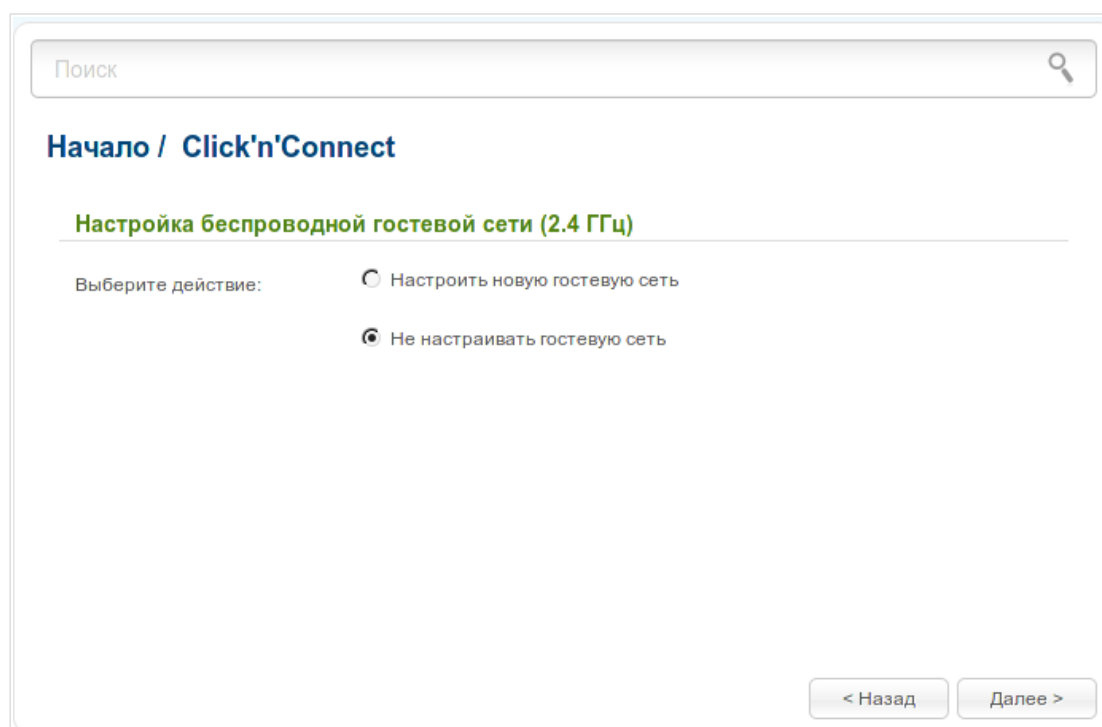 Поиск
Начало / Click'n'Connect
Настройка беспроводной гостевой сети (2.4 ГГц)
Выберите действие:
Настроить новую гостевую сеть
Не настраивать гостевую сеть
< Назад
Далее >